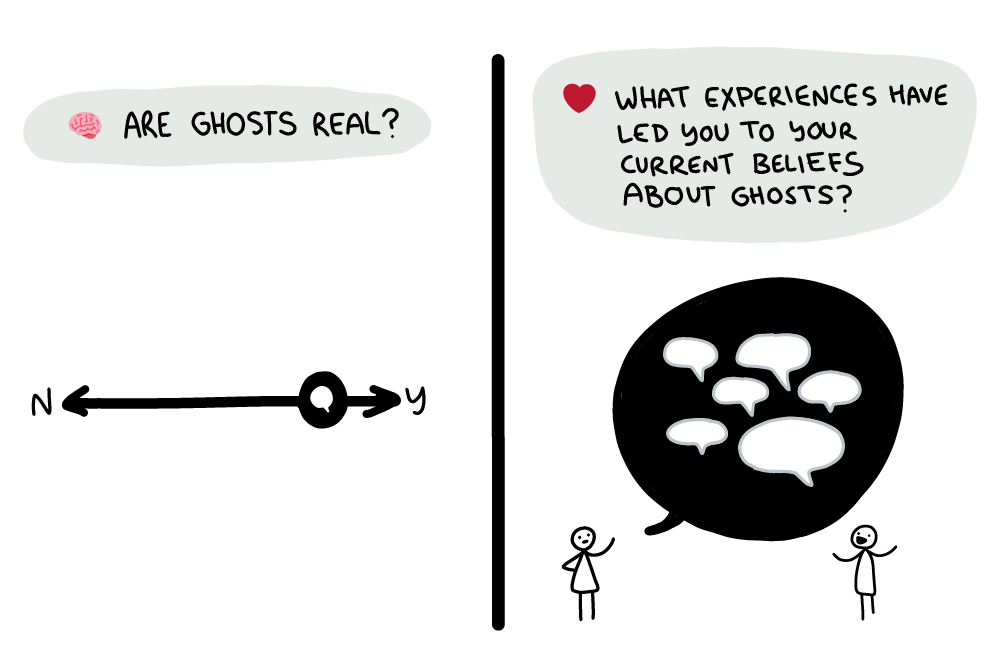 ARE GHOSTS REAL?
N
Y
WHAT EXPERIENCES HAVE
LED YOU TO YOUR
CURRENT BELIEFS
ABOUT GHOSTS?